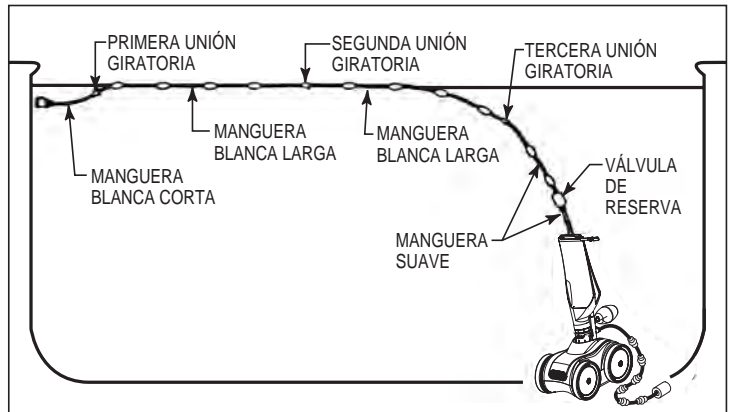 PRIMERA UNIÓN
GIRATORIA
SEGUNDA UNIÓN
GIRATORIA
TERCERA UNIÓN
GIRATORIA
MANGUERA
BLANCA LARGA
MANGUERA
BLANCA LARGA
MANGUERA
BLANCA CORTA
VÁLVULA
DE
RESERVA
MANGUERA
SUAVE